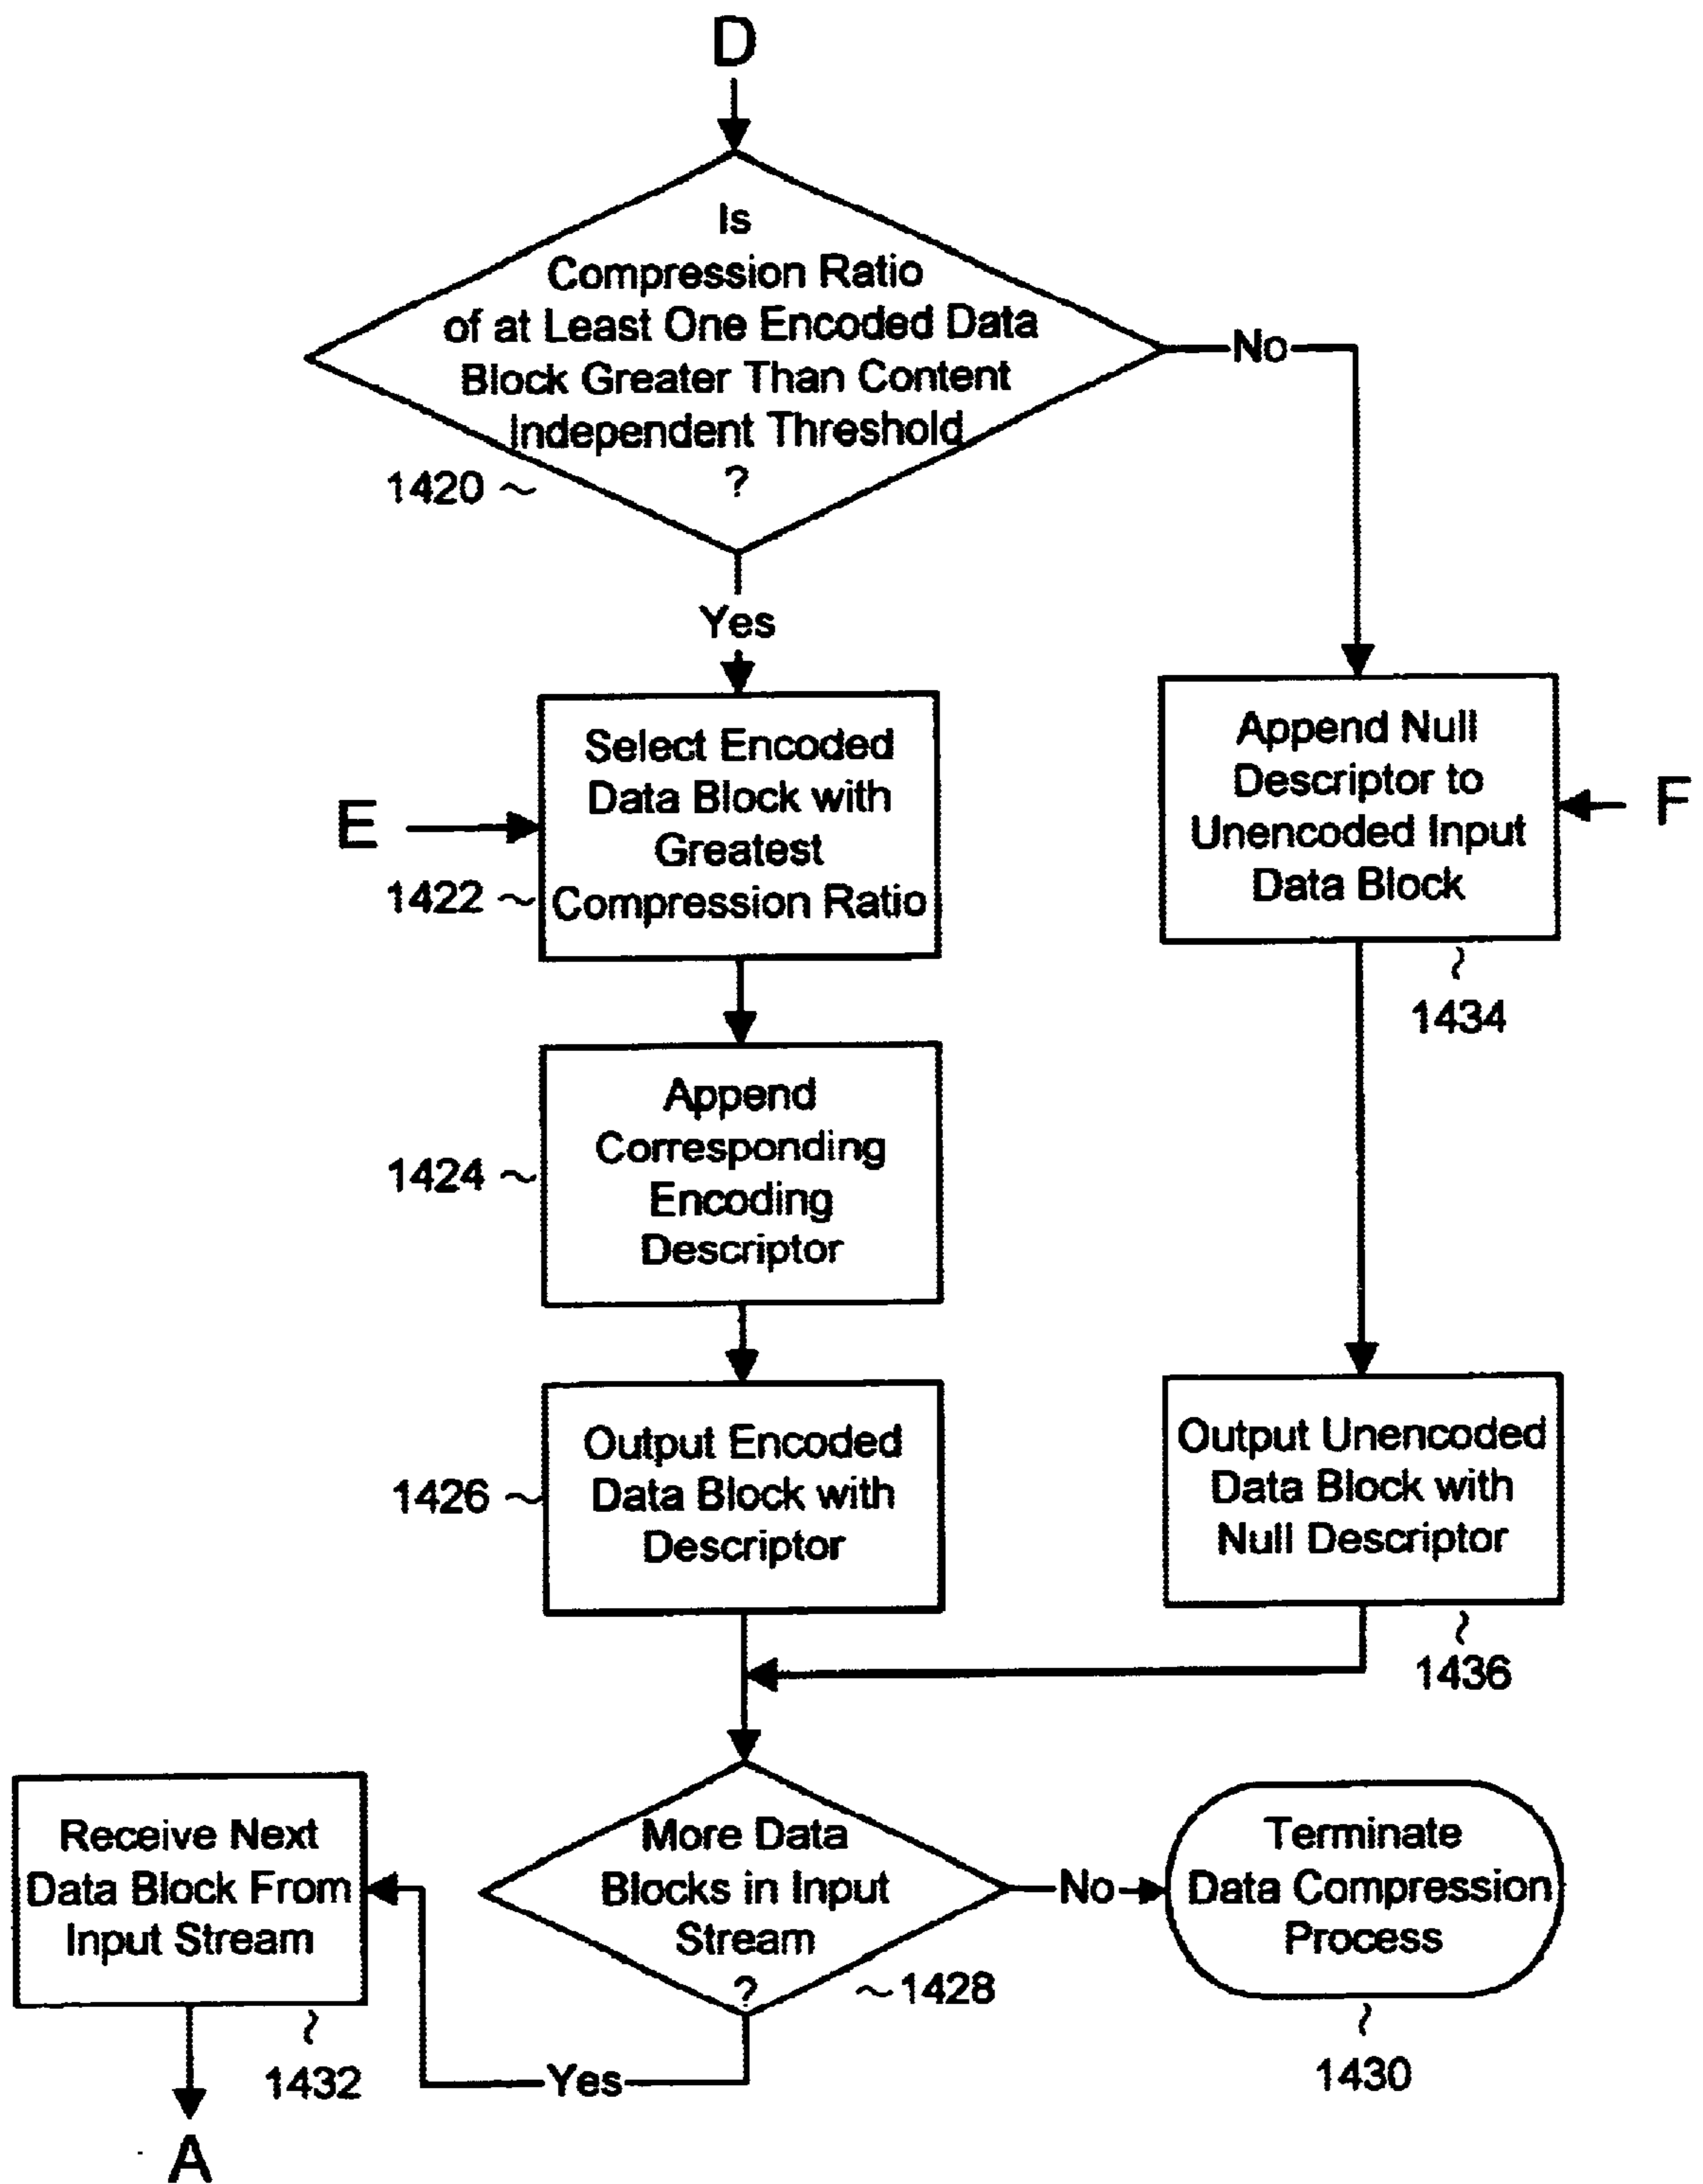 D
Is
Compression Ratio
of at Least One Encoded Data
Block Greater Than Content
Independent Threshold
?
1420
No
Yes
Select Encoded
Data Block with
Greatest
Compression Ratio
E
1422
Append Null
Descriptor to
Unencoded Input
Data Block
F
1434
Append
Corresponding
Encoding
Descriptor
1424
Output Encoded
Data Block with
Descriptor
1426
Output Unencoded
Data Block with
Null Descriptor
1436
More Data
Blocks in Input
Stream
?
1428
No
Terminate
Data Compression
Process
1430
Yes
Receive Next
Data Block From
Input Stream
1432
A